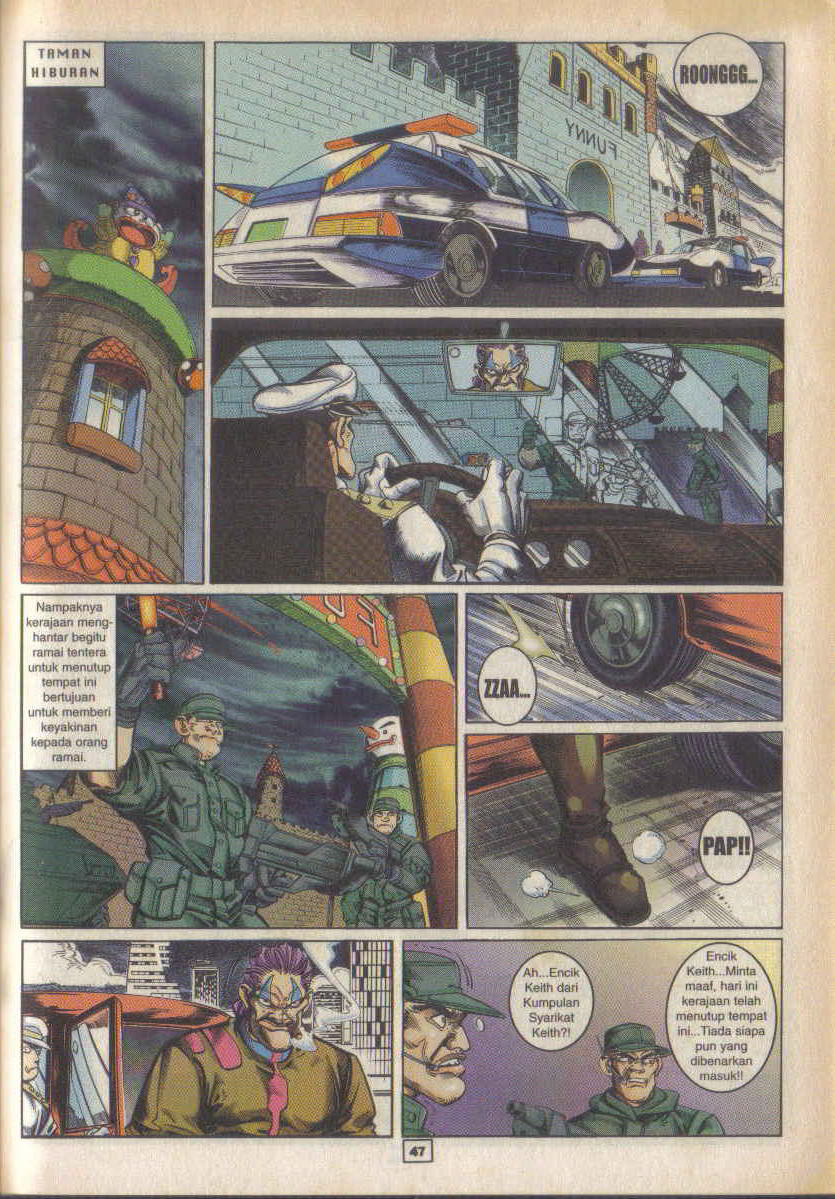 TAMAN
HIBURAN
ROONGGG...
FUNNY
Nampaknya
kerajaan meng-
hantar begitu
ramai tentera
untuk menutup
tempat ini
bertujuan
untuk memberi
keyakinan
kepada orang
ramai.
ZZAA...
PAP!!
Ah...Encik
Keith dari
Kumpulan
Syarikat
Keith?!
Encik
Keith...Minta
maaf, hari ini
kerajaan telah
menutup tempat
ini...Tiada siapa
pun yang
dibenarkan
masuk!!
47